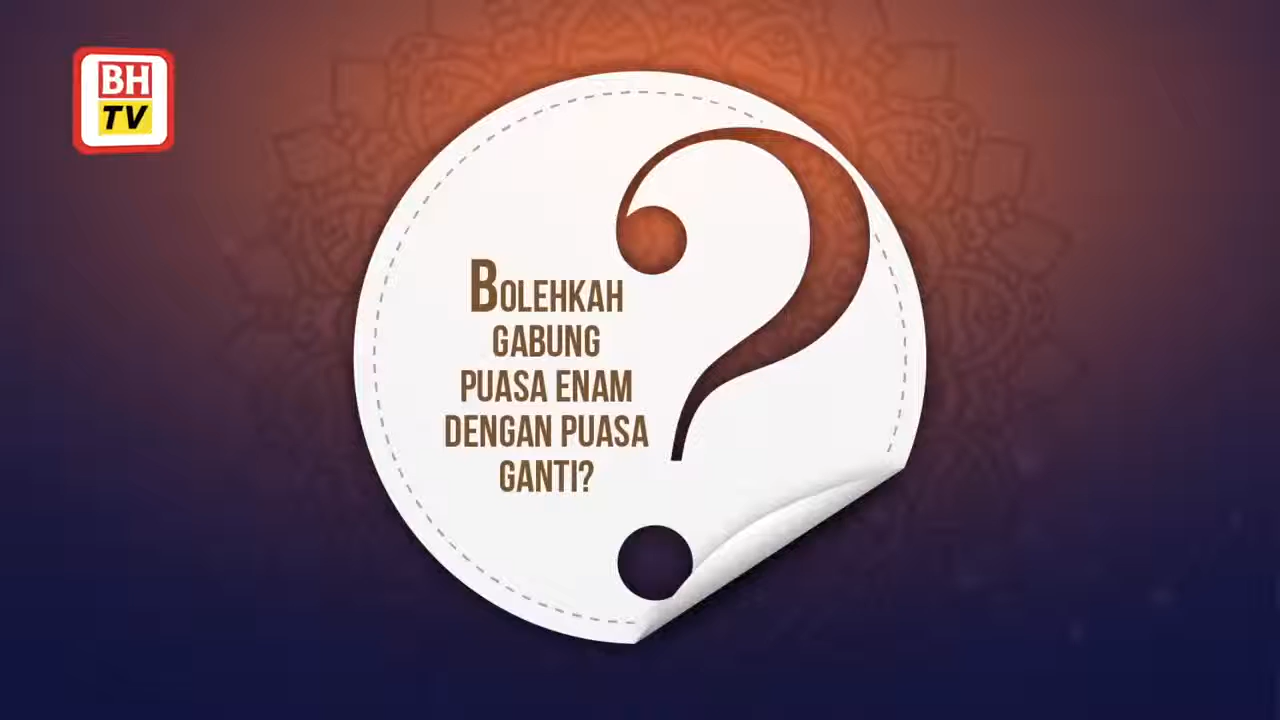 BH
TV
BOLEHKAH
GABUNG
PUASA ENAM
DENGAN PUASA
GANTI?